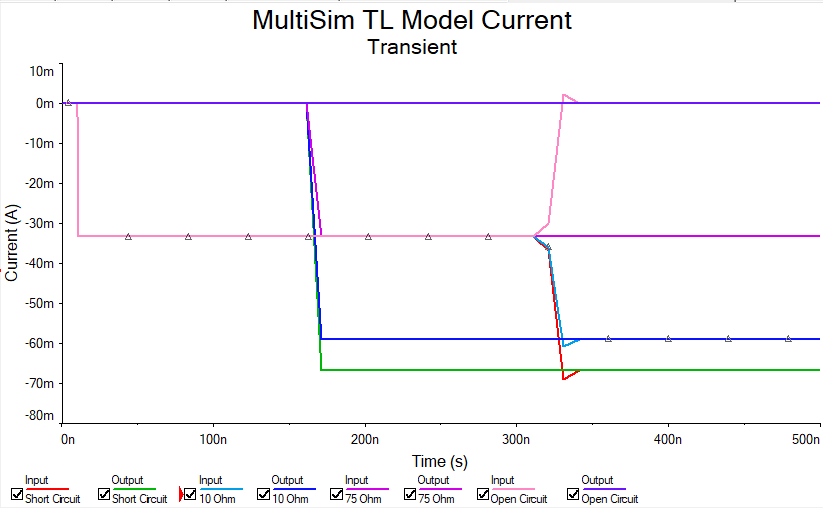 MultiSim TL Model Current
Transient
10m
0m
-10m
-20m
-30m
-40m
-50m
-60m
-70m
-80m
Current (A)
0n 100n 200n 300n 400n 500n
Time (s)
Input Output Input Output Input Output Input Output
Short Circuit Short Circuit 10 Ohm 10 Ohm 75 Ohm 75 Ohm Open Circuit Open Circuit